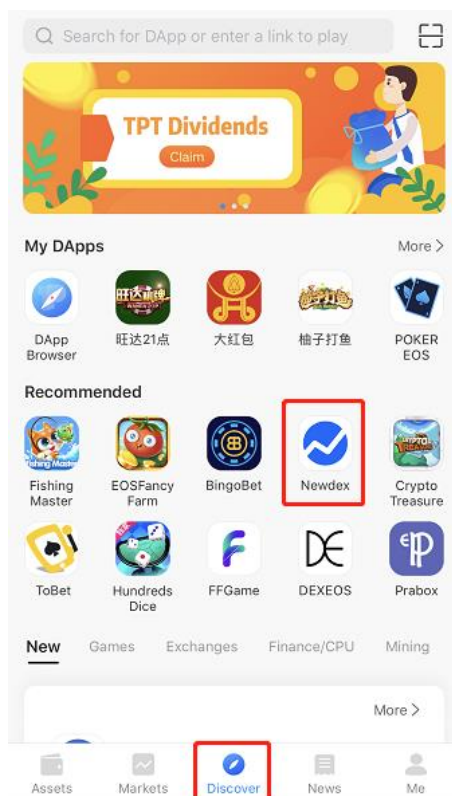 Search for DApp or enter a link to play
TPT Dividends
Claim
My DApps
More >
DApp Browser
旺达21点
大红包
柚子打鱼
POKER EOS
Recommended
Fishing Master
EOSFancy Farm
BingoBet
Newdex
Crypto Treasure
ToBet
Hundreds Dice
FFGame
DEXEOS
Prabox
New Games Exchanges Finance/CPU Mining
More >
Assets Markets Discover News Me